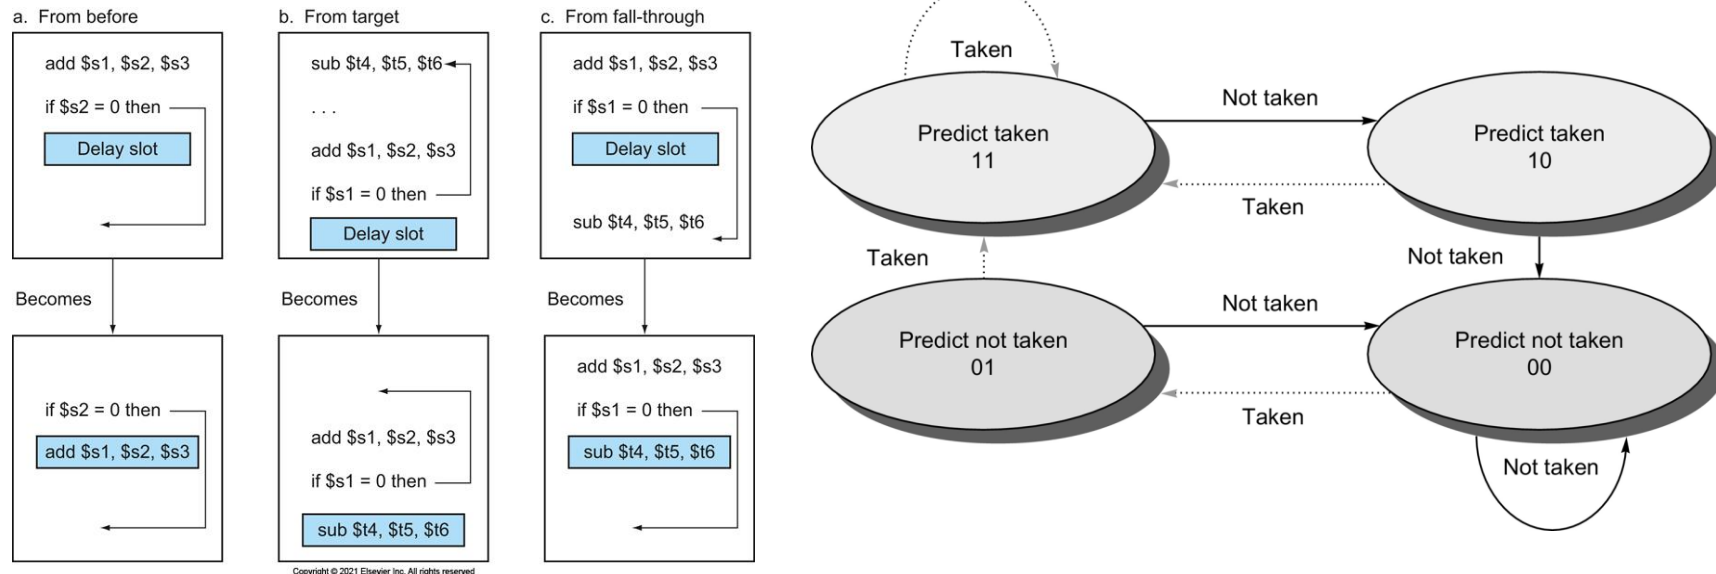 a. From before
add $s1, $s2, $s3
if $s2 = 0 then
Delay slot
Becomes
if $s2 = 0 then
add $s1, $s2, $s3
b. From target
sub $t4, $t5, $t6
. . .
add $s1, $s2, $s3
if $s1 = 0 then
Delay slot
Becomes
add $s1, $s2, $s3
if $s1 = 0 then
sub $t4, $t5, $t6
c. From fall-through
add $s1, $s2, $s3
if $s1 = 0 then
Delay slot
sub $t4, $t5, $t6
Becomes
add $s1, $s2, $s3
if $s1 = 0 then
sub $t4, $t5, $t6
Copyright © 2021 Elsevier Inc. All rights reserved
Taken
Predict taken
11
Not taken
Predict taken
10
Taken
Taken
Not taken
Predict not taken
01
Not taken
Predict not taken
00
Taken
Not taken